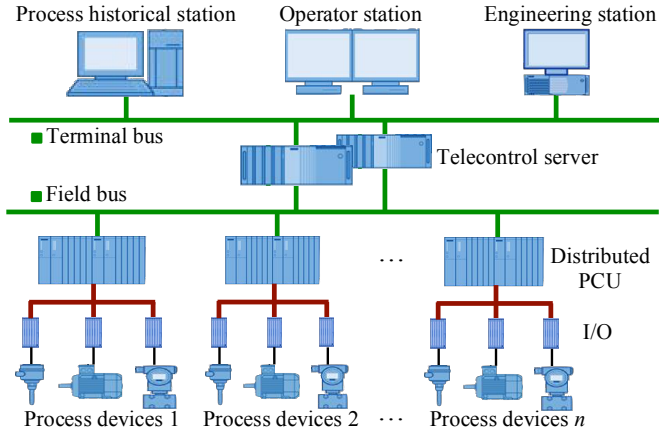 Process historical station
Operator station
Engineering station
Terminal bus
Telecontrol server
Field bus
...
Distributed
PCU
I/O
Process devices 1
Process devices 2
...
Process devices n